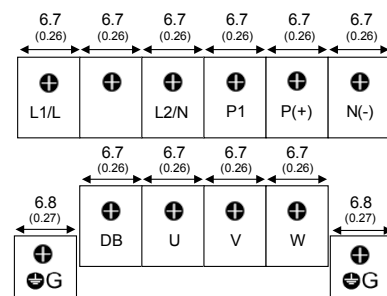 6.7 6.7 6.7 6.7 6.7 6.7
(0.26) (0.26) (0.26) (0.26) (0.26) (0.26)
L1/L L2/N P1 P(+) N(-)
6.7 6.7 6.7 6.7
(0.26) (0.26) (0.26) (0.26)
6.8 6.8
(0.27) (0.27)
DB U V W
G G